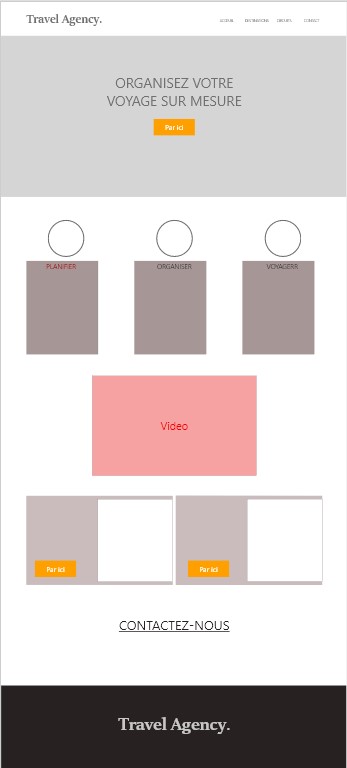 Travel Agency.
ACCUEIL DESTINATIONS CIRCUITS CONTACT
ORGANISEZ VOTRE
VOYAGE SUR MESURE
Par ici
PLANIFIER
ORGANISER
VOYAGERR
Video
Par ici
Par ici
CONTACTEZ-NOUS
Travel Agency.